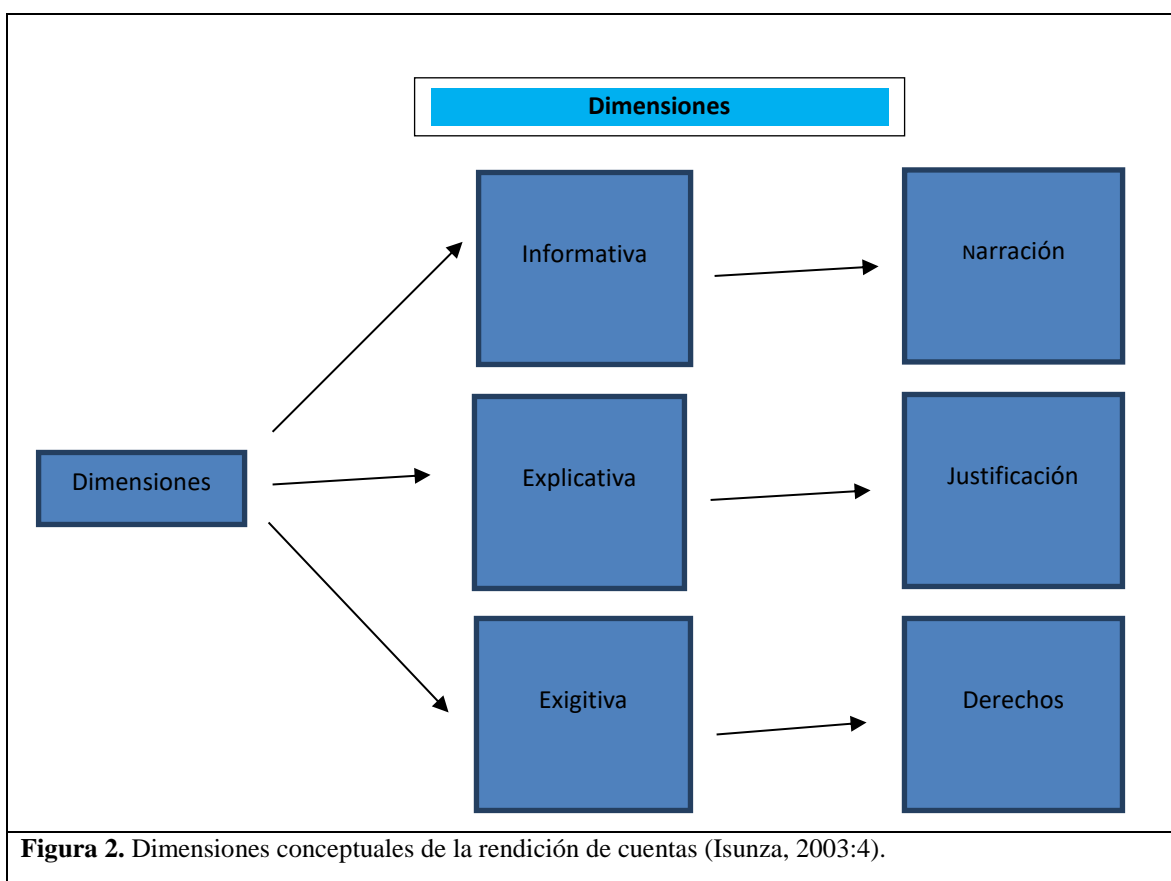 Dimensiones
Informativa
Narración
Dimensiones
Explicativa
Justificación
Exigitiva
Derechos
Figura 2. Dimensiones conceptuales de la rendición de cuentas (Isunza, 2003:4).